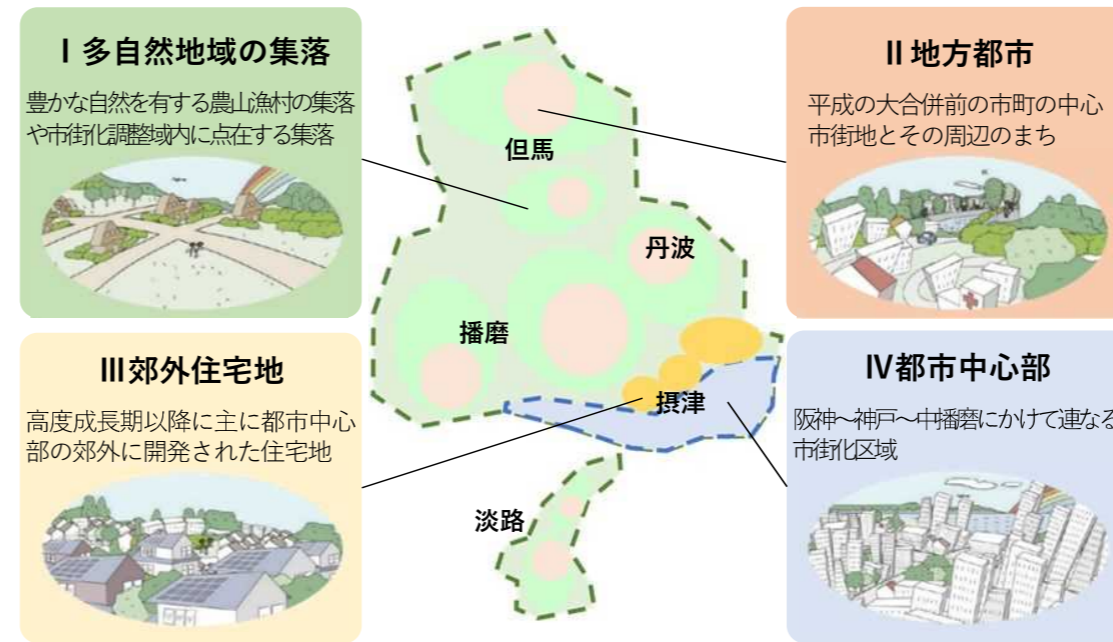 Ⅰ 多自然地域の集落
豊かな自然を有する農山漁村の集落
や市街化調整域内に点在する集落
Ⅱ 地方都市
平成の大合併前の市町の中心
市街地とその周辺のまち
但馬
丹波
播磨
摂津
淡路
Ⅲ郊外住宅地
高度成長期以降に主に都市中心
部の郊外に開発された住宅地
Ⅳ都市中心部
阪神～神戸～中播磨にかけて連なる
市街化区域